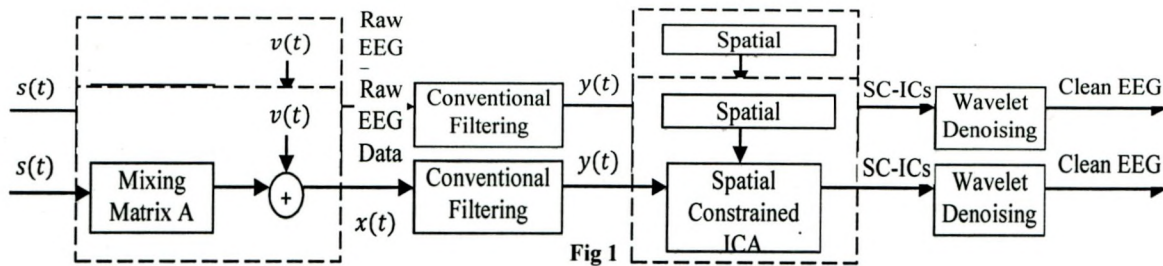 Raw
EEG
v(t)
Spatial
s(t)
Raw
EEG
Data
Conventional
Filtering
y(t)
SC-ICs
Wavelet
Denoising
Clean EEG
v(t)
Spatial
s(t)
Mixing
Matrix A
+
x(t)
Conventional
Filtering
y(t)
Spatial
Constrained
ICA
SC-ICs
Wavelet
Denoising
Clean EEG
Fig 1